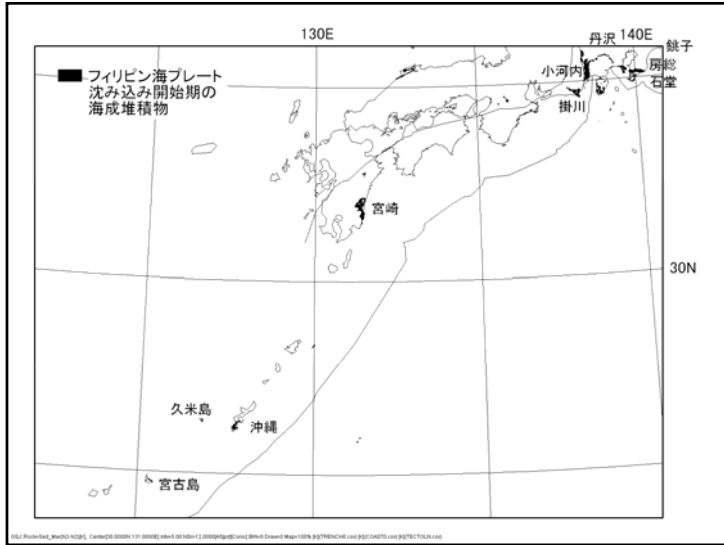 130E
140E
丹沢
銚子
小河内
房総
石堂
掛川
フィリピン海プレート
沈み込み開始期の
海成堆積物
宮崎
30N
久米島
沖縄
宮古島